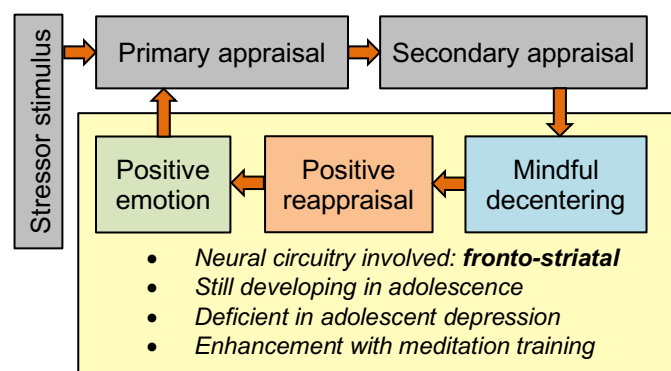 Stressor stimulus
Primary appraisal
Secondary appraisal
Positive
emotion
Positive
reappraisal
Mindful
decentering
• Neural circuitry involved: fronto-striatal
• Still developing in adolescence
• Deficient in adolescent depression
• Enhancement with meditation training